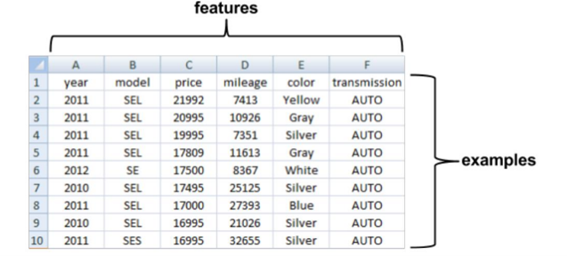 features
A B C D E F
1 year model price mileage color transmission
2 2011 SEL 21992 7413 Yellow AUTO
3 2011 SEL 20995 10926 Gray AUTO
4 2011 SEL 19995 7351 Silver AUTO
5 2011 SEL 17809 11613 Gray AUTO
6 2012 SE 17500 8367 White AUTO
7 2010 SEL 17495 25125 Silver AUTO
8 2011 SEL 17000 27393 Blue AUTO
9 2010 SEL 16995 21026 Silver AUTO
10 2011 SES 16995 32655 Silver AUTO
examples